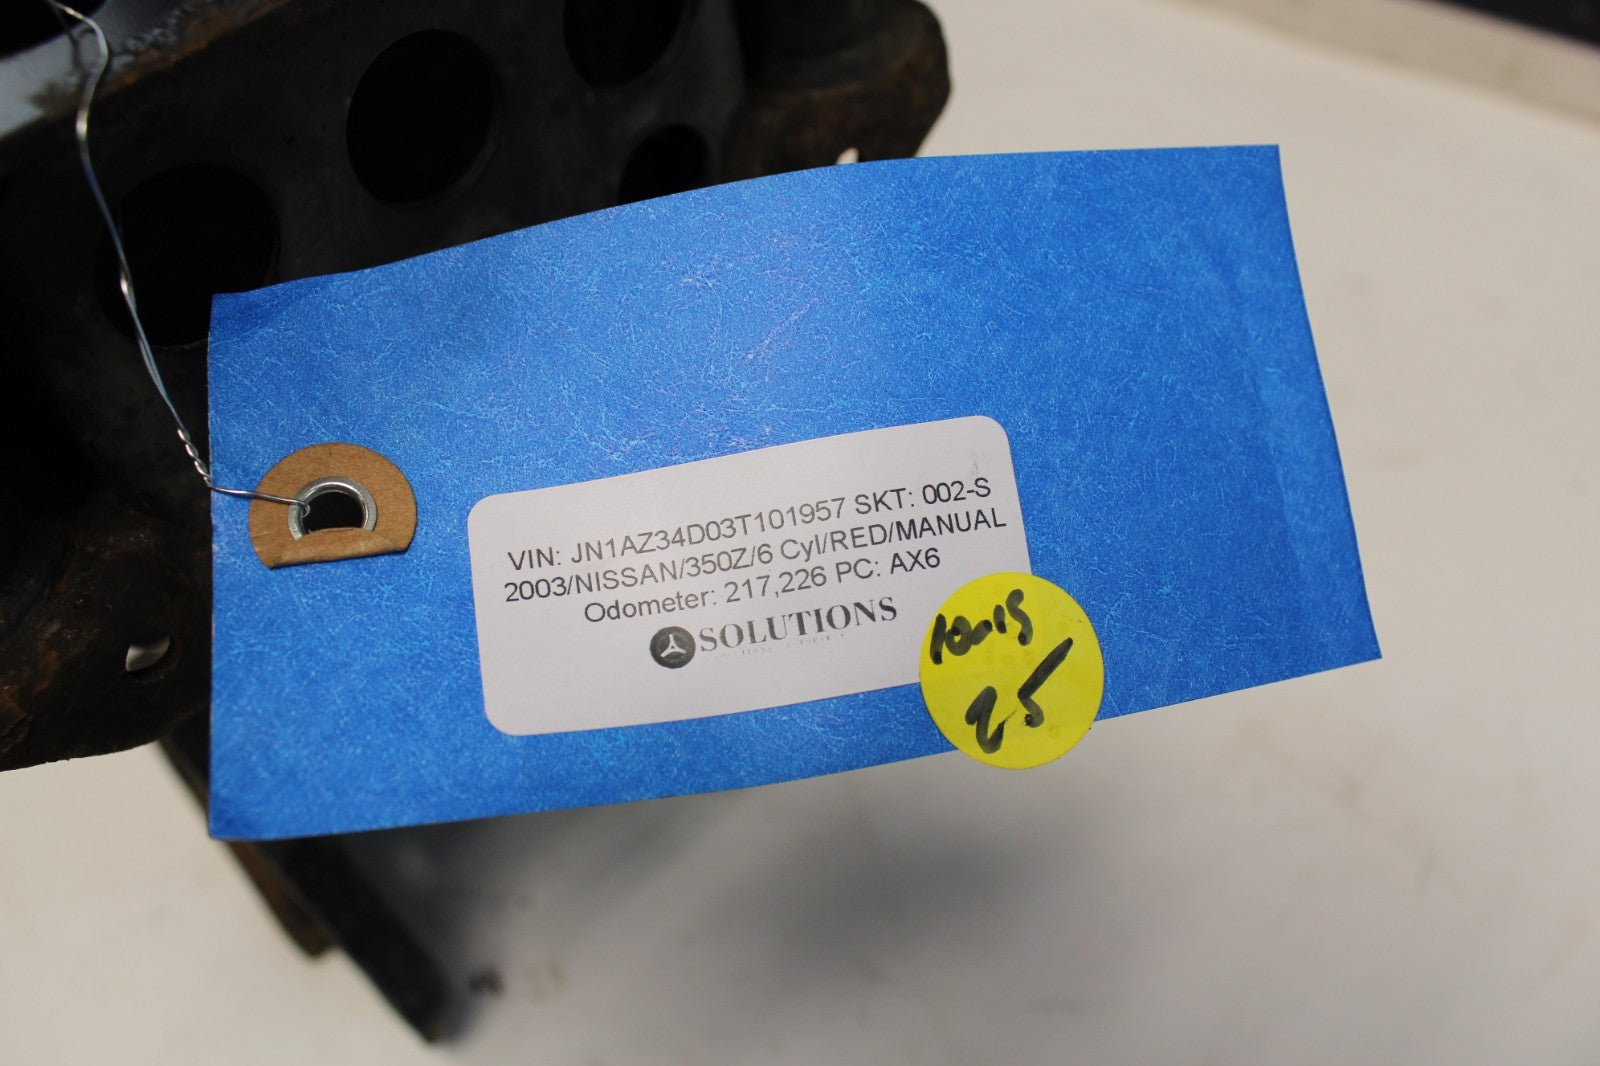 VIN: JN1AZ34D03T101957 SKT: 002-S
2003/NISSAN/350Z/6 Cyl/RED/MANUAL
Odometer: 217,226 PC: AX6
SOLUTIONS
25